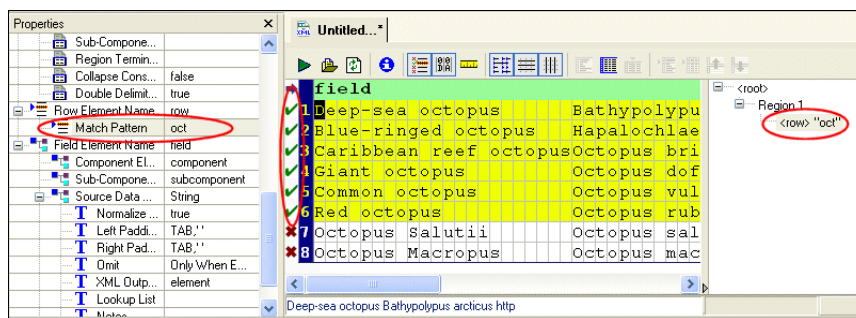 Properties
Sub-Compone...
Region Termin...
Collapse Cons... false
Double Delimit... true
Row Element Name row
Match Pattern oct
Field Element Name field
Component El... component
Sub-Compone... subcomponent
Source Data ... String
Normalize ... true
Left Paddi... TAB,' '
Right Pad... TAB,' '
Omit Only When E...
XML Outp... element
Lookup List
Notes
Untitled...*
field
1 Deep-sea octopus Bathypolypu
2 Blue-ringed octopus Hapalochlae
3 Caribbean reef octopusOctopus bri
4 Giant octopus Octopus dof
5 Common octopus Octopus vul
6 Red octopus Octopus rub
7 Octopus Salutii Octopus sal
8 Octopus Macropus Octopus mac
Deep-sea octopus Bathypolypus arcticus http
<root>
Region 1
<row> "oct"